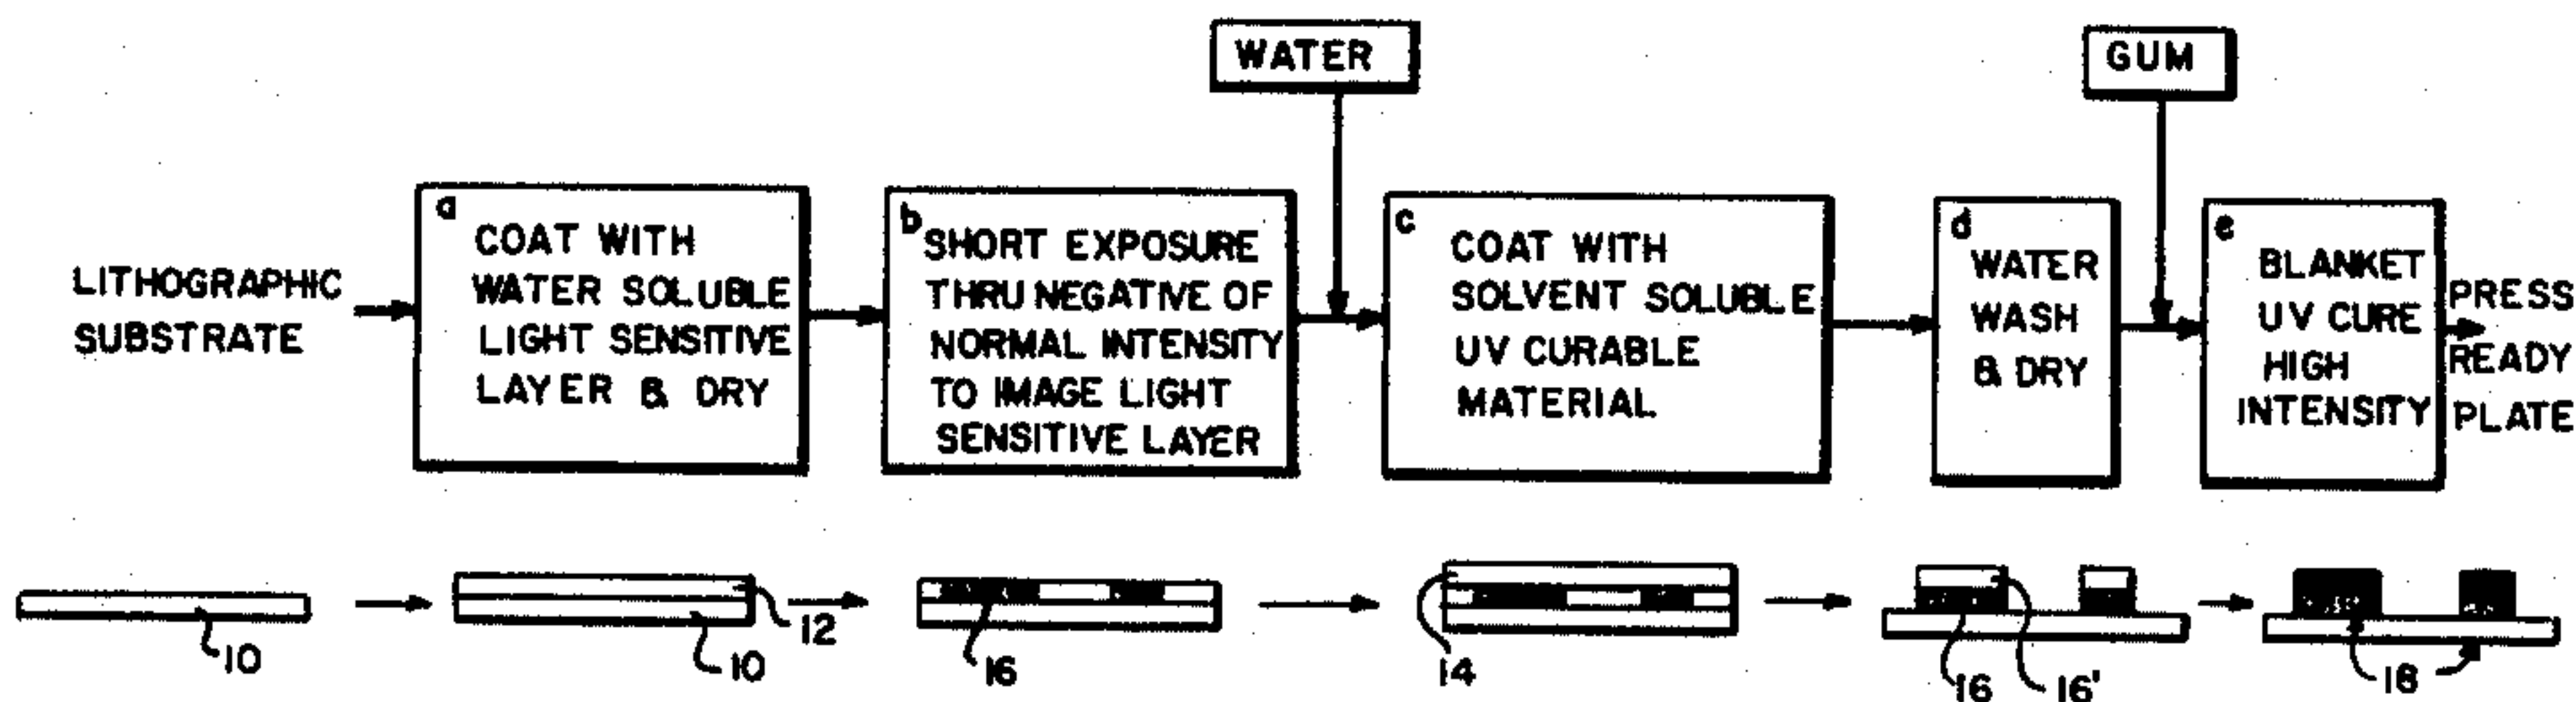 WATER
GUM
LITHOGRAPHIC
SUBSTRATE
a
COAT WITH
WATER SOLUBLE
LIGHT SENSITIVE
LAYER & DRY
b
SHORT EXPOSURE
THRU NEGATIVE OF
NORMAL INTENSITY
TO IMAGE LIGHT
SENSITIVE LAYER
c
COAT WITH
SOLVENT SOLUBLE
UV CURABLE
MATERIAL
d
WATER
WASH
& DRY
e
BLANKET
UV CURE
HIGH
INTENSITY
PRESS
READY
PLATE
10
10
12
16
14
16
16'
18